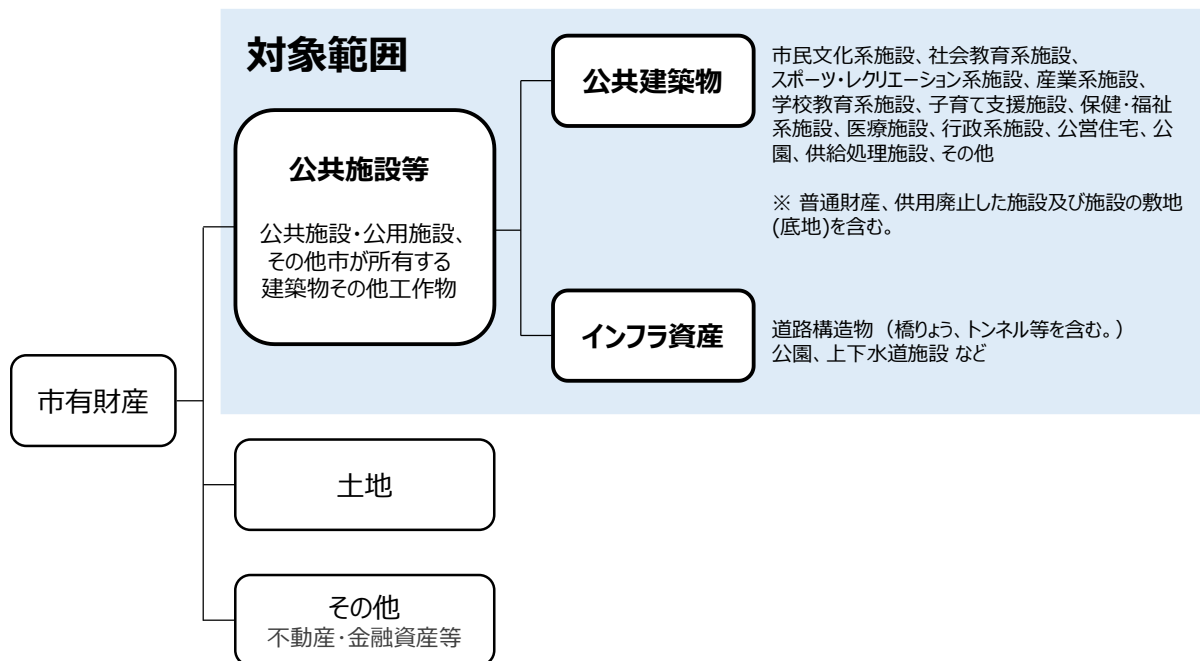 対象範囲
公共建築物
市民文化系施設、社会教育系施設、
スポーツ・レクリエーション系施設、産業系施設、
学校教育系施設、子育て支援施設、保健・福祉
系施設、医療施設、行政系施設、公営住宅、公
園、供給処理施設、その他
※ 普通財産、供用廃止した施設及び施設の敷地
(底地)を含む。
公共施設等
公共施設・公用施設、
その他市が所有する
建築物その他工作物
インフラ資産
道路構造物（橋りょう、トンネル等を含む。）
公園、上下水道施設 など
市有財産
土地
その他
不動産・金融資産等